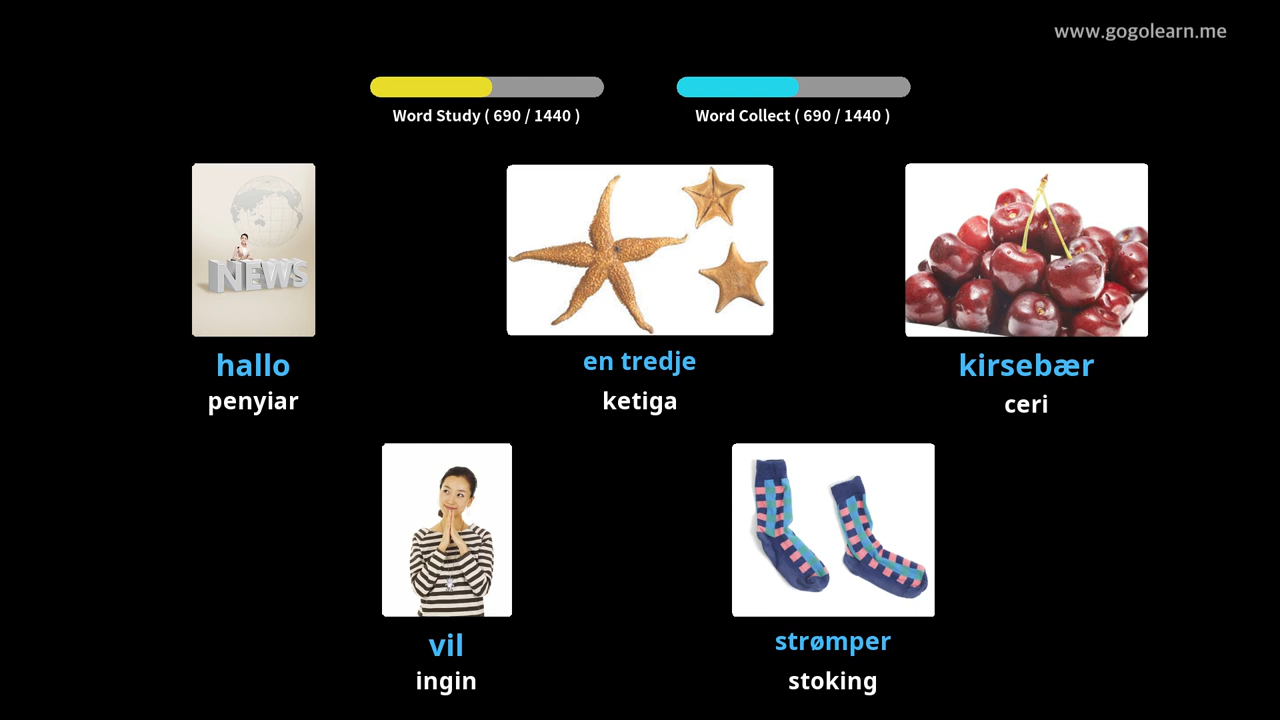 www.gogolearn.me
Word Study ( 690 / 1440 )
Word Collect ( 690 / 1440 )
NEWS
hallo
penyiar
en tredje
ketiga
kirsebær
ceri
vil
ingin
strømper
stoking